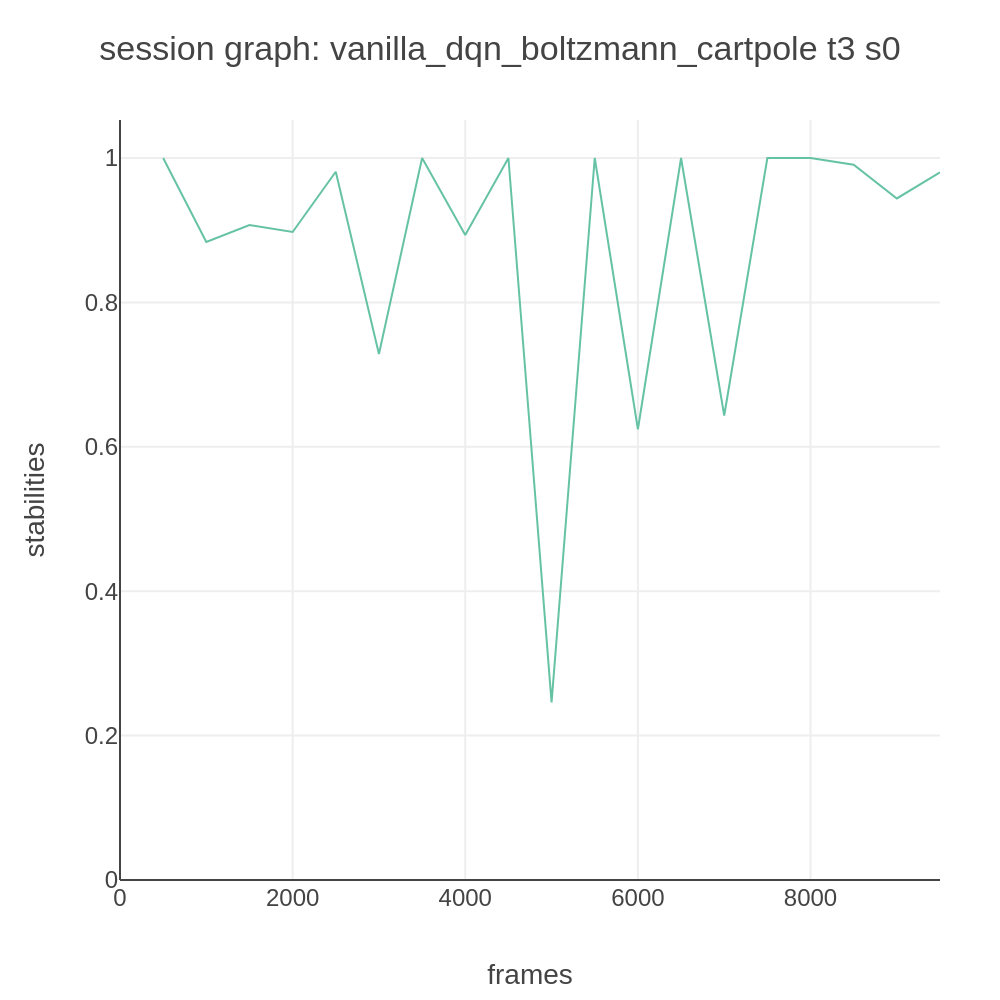 session graph: vanilla_dqn_boltzmann_cartpole t3 s0
1
0.8
0.6
0.4
0.2
0
0 2000 4000 6000 8000
stabilities
frames